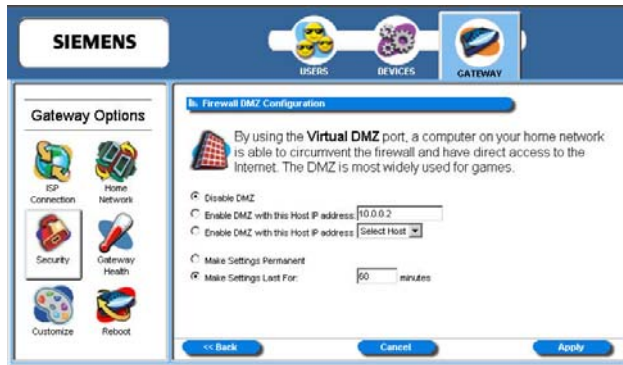 SIEMENS
USERS
DEVICES
GATEWAY
Gateway Options
ISP
Connection
Home
Network
Security
Gateway
Health
Customize
Reboot
Firewall DMZ Configuration
By using the Virtual DMZ port, a computer on your home network
is able to circumvent the firewall and have direct access to the
Internet. The DMZ is most widely used for games.
Disable DMZ
Enable DMZ with this Host IP address: 10.0.0.2
Enable DMZ with this Host IP address: Select Host
Make Settings Permanent
Make Settings Last For: 60 minutes
<< Back
Cancel
Apply